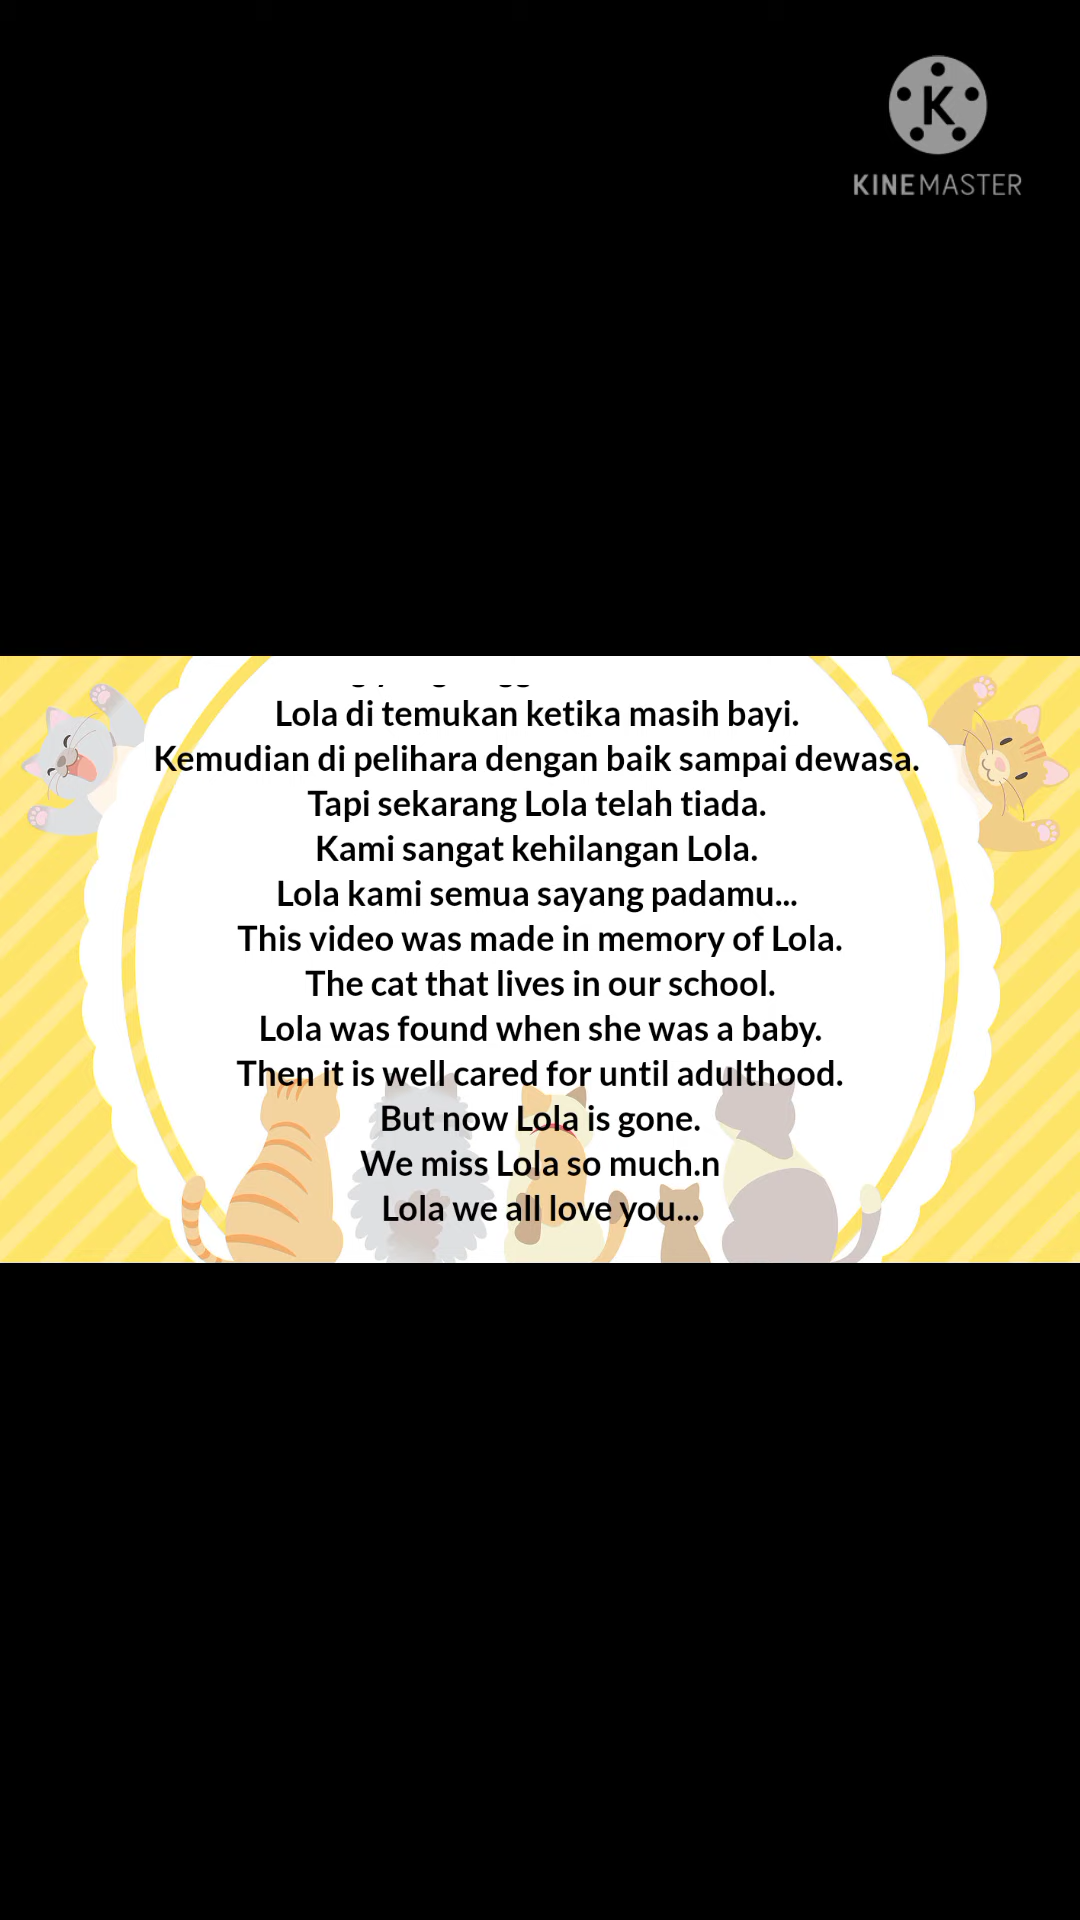 KINEMASTER
Lola di temukan ketika masih bayi.
Kemudian di pelihara dengan baik sampai dewasa.
Tapi sekarang Lola telah tiada.
Kami sangat kehilangan Lola.
Lola kami semua sayang padamu...
This video was made in memory of Lola.
The cat that lives in our school.
Lola was found when she was a baby.
Then it is well cared for until adulthood.
But now Lola is gone.
We miss Lola so much.n
Lola we all love you...